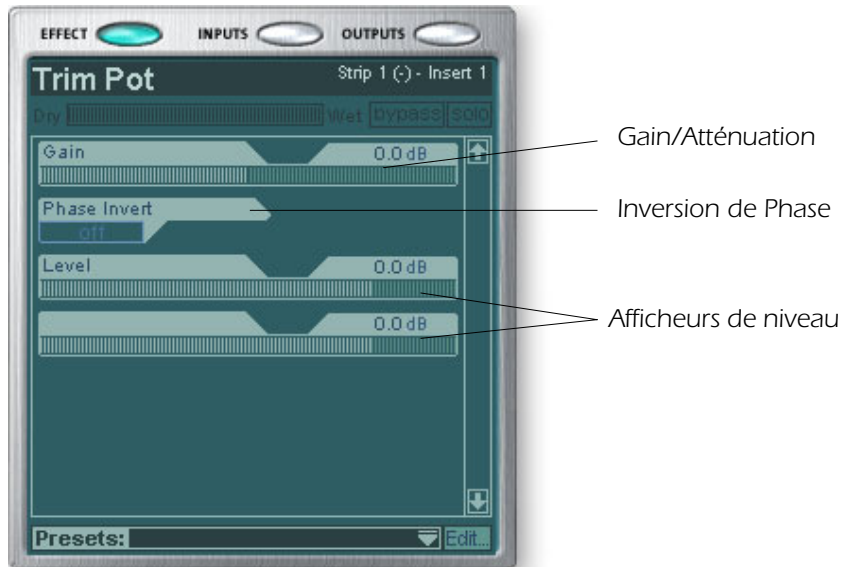 EFFECT INPUTS OUTPUTS
Trim Pot Strip 1 (-) - Insert 1
Dry Wet bypass solo
Gain 0.0 dB
Gain/Atténuation
Phase Invert
Inversion de Phase
off
Level 0.0 dB
Afficheurs de niveau
0.0 dB
Presets: Edit...